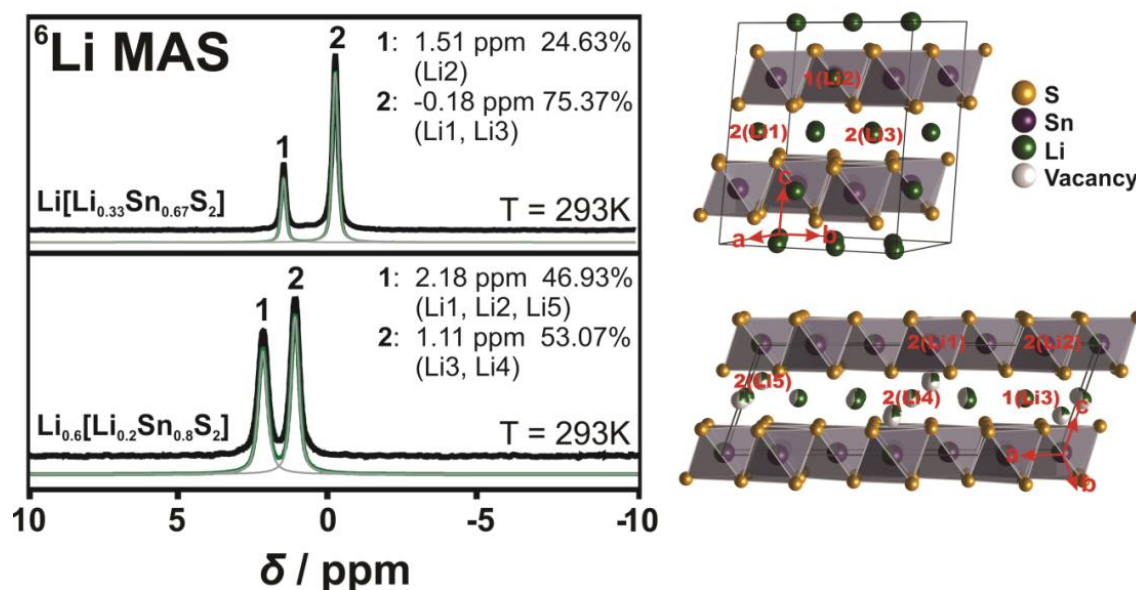 ⁶Li MAS
1
2
1: 1.51 ppm 24.63%
(Li2)
2: -0.18 ppm 75.37%
(Li1, Li3)
Li[Li₀.₃₃Sn₀.₆₇S₂]
T = 293K
1
2
1: 2.18 ppm 46.93%
(Li1, Li2, Li5)
2: 1.11 ppm 53.07%
(Li3, Li4)
Li₀.₆[Li₀.₂Sn₀.₈S₂]
T = 293K
10 5 0 -5 -10
δ / ppm
1(Li2)
2(Li1) 2(Li3)
c
a b
S
Sn
Li
Vacancy
2(Li1) 2(Li2)
2(Li5) 2(Li4) 1(Li3)
c
a
b